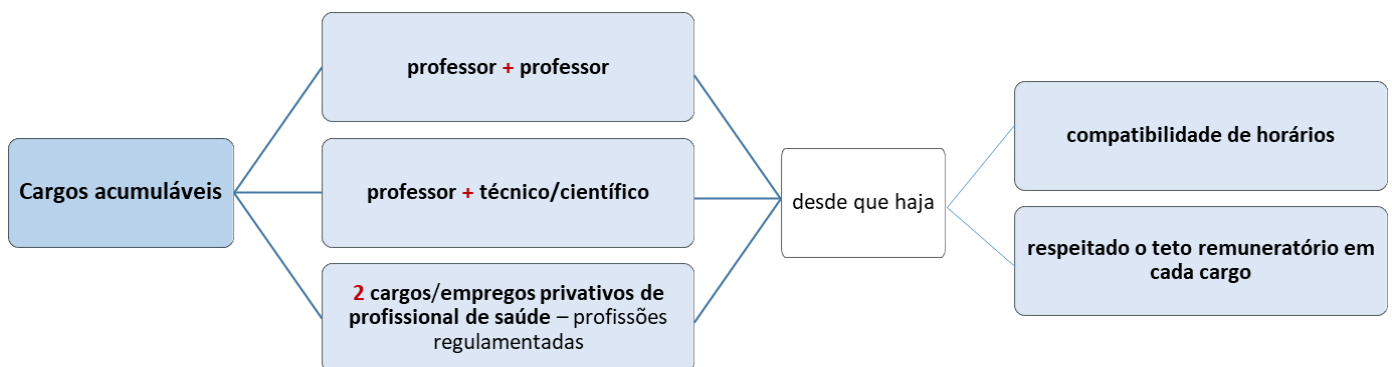 Cargos acumuláveis
professor + professor
professor + técnico/científico
2 cargos/empregos privativos de
profissional de saúde – profissões
regulamentadas
desde que haja
compatibilidade de horários
respeitado o teto remuneratório em
cada cargo